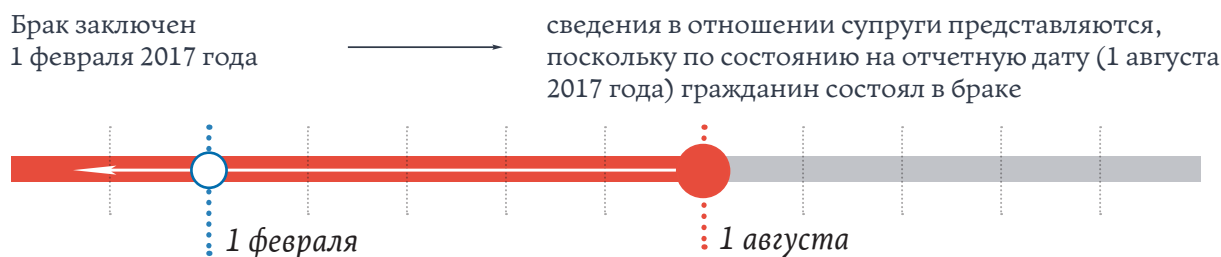 Брак заключен
1 февраля 2017 года
сведения в отношении супруги представляются,
поскольку по состоянию на отчетную дату (1 августа
2017 года) гражданин состоял в браке
1 февраля
1 августа